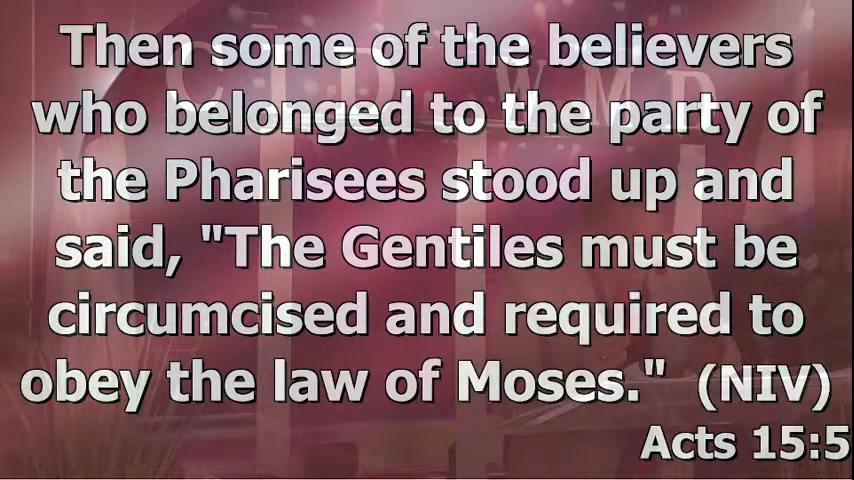 Then some of the believers
who belonged to the party of
the Pharisees stood up and
said, "The Gentiles must be
circumcised and required to
obey the law of Moses." (NIV)
Acts 15:5